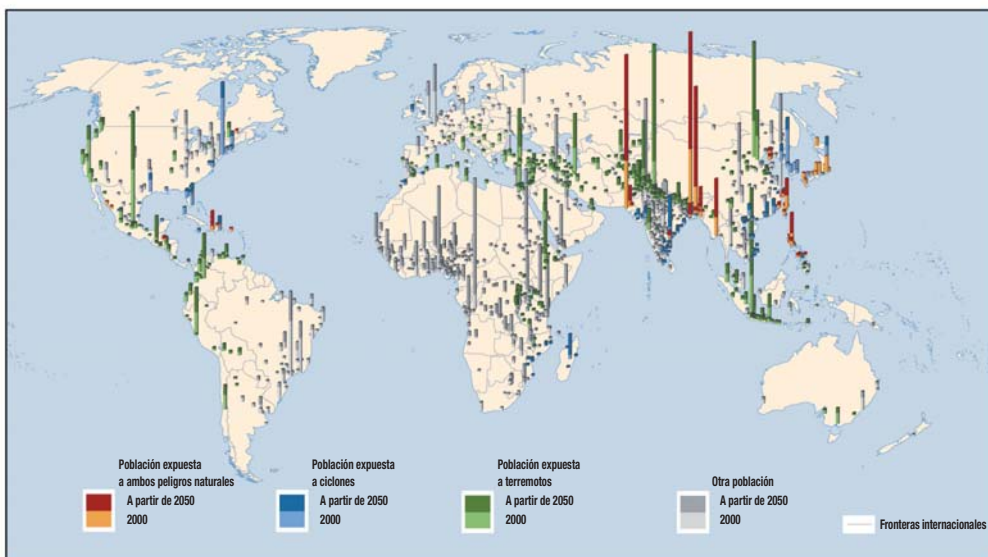 Población expuesta
a ambos peligros naturales
A partir de 2050
2000
Población expuesta
a ciclones
A partir de 2050
2000
Población expuesta
a terremotos
A partir de 2050
2000
Otra población
A partir de 2050
2000
Fronteras internacionales